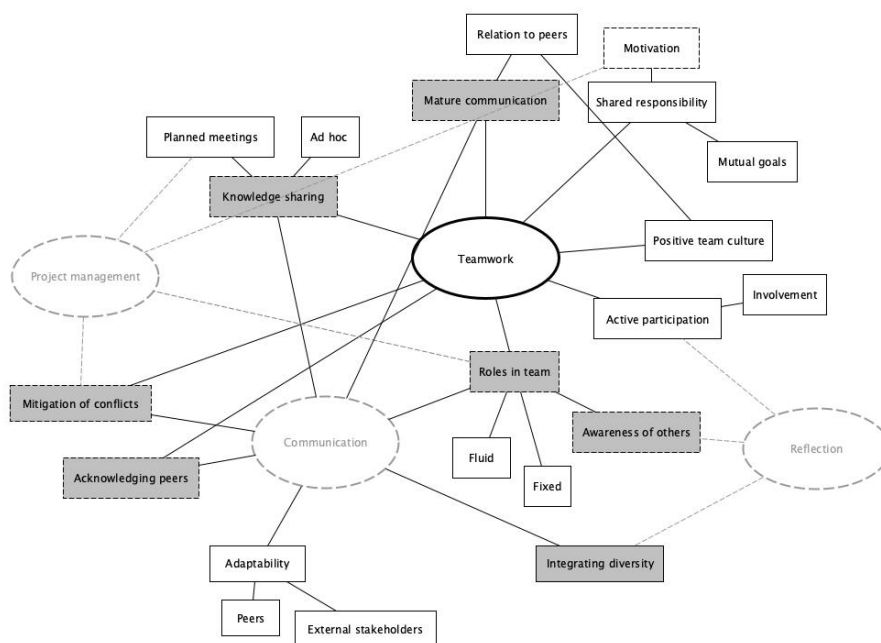 Relation to peers
Motivation
Mature communication
Shared responsibility
Planned meetings
Ad hoc
Mutual goals
Knowledge sharing
Positive team culture
Teamwork
Project management
Involvement
Active participation
Roles in team
Mitigation of conflicts
Awareness of others
Communication
Reflection
Fluid
Acknowledging peers
Fixed
Adaptability
Integrating diversity
Peers
External stakeholders